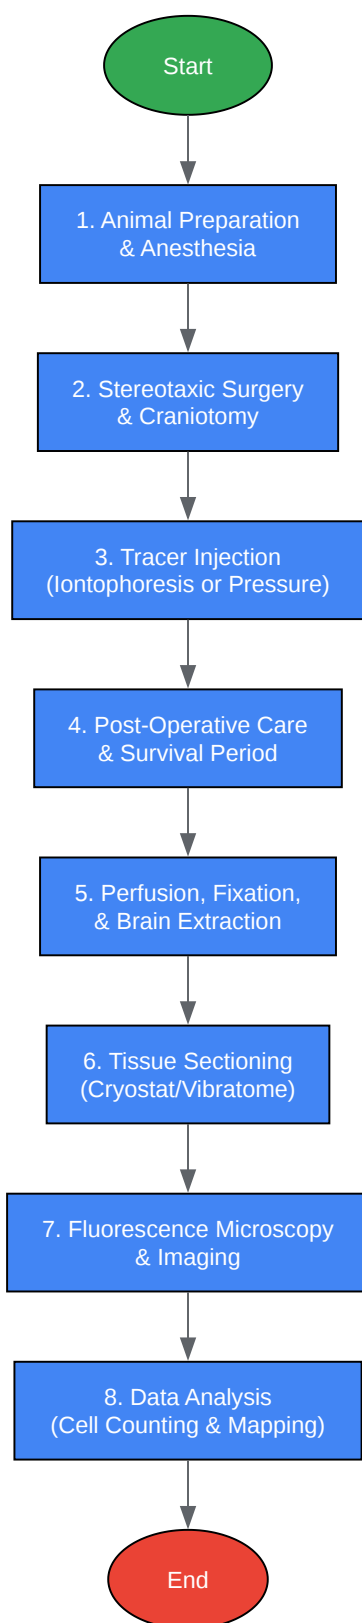 Start
1. Animal Preparation
& Anesthesia
2. Stereotaxic Surgery
& Craniotomy
3. Tracer Injection
(Iontophoresis or Pressure)
4. Post-Operative Care
& Survival Period
5. Perfusion, Fixation,
& Brain Extraction
6. Tissue Sectioning
(Cryostat/Vibratome)
7. Fluorescence Microscopy
& Imaging
8. Data Analysis
(Cell Counting & Mapping)
End